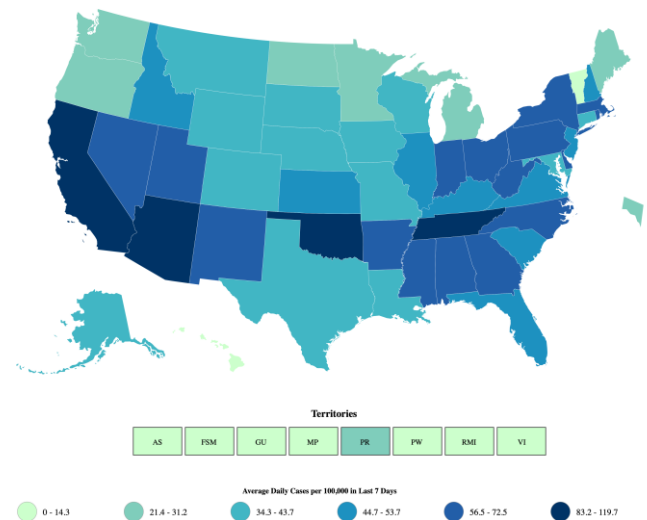 Territories
AS FSM GU MP PR PW RMI VI
Average Daily Cases per 100,000 in Last 7 Days
0 - 14.3 21.4 - 31.2 34.3 - 43.7 44.7 - 53.7 56.5 - 72.5 83.2 - 119.7